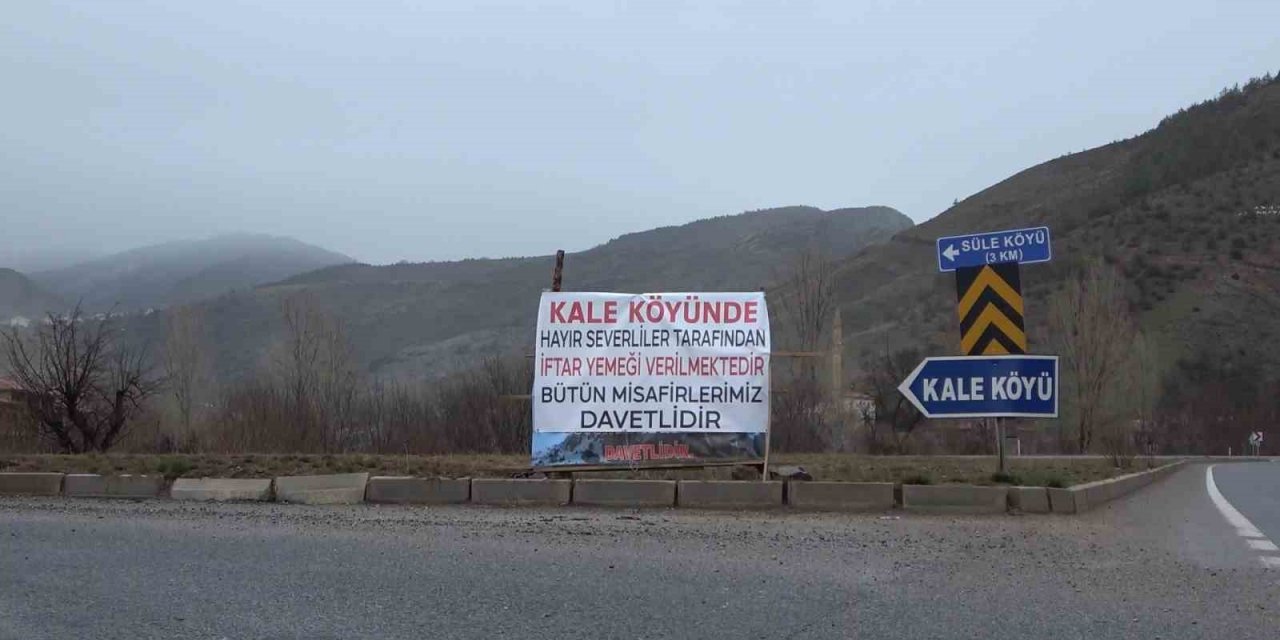 KALE KÖYÜNDE
HAYIR SEVERLİLER TARAFINDAN
İFTAR YEMEĞİ VERİLMEKTEDİR
BÜTÜN MİSAFİRLERİMİZ
DAVETLİDİR
DAVETLİDİR
SÜLE KÖYÜ
(3 KM)
KALE KÖYÜ